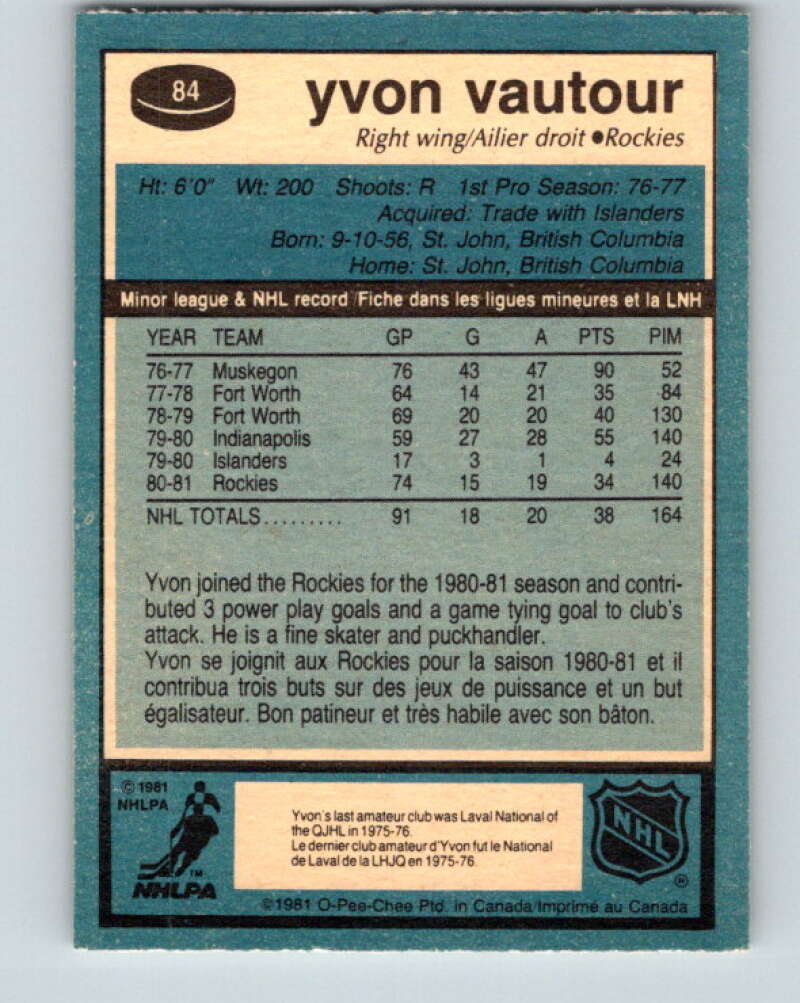 84
yvon vautour
Right wing/Ailier droit ●Rockies
Ht: 6'0" Wt: 200 Shoots: R 1st Pro Season: 76-77
Acquired: Trade with Islanders
Born: 9-10-56, St. John, British Columbia
Home: St. John, British Columbia
Minor league & NHL record/Fiche dans les ligues mineures et la LNH
YEAR TEAM GP G A PTS PIM
76-77 Muskegon 76 43 47 90 52
77-78 Fort Worth 64 14 21 35 84
78-79 Fort Worth 69 20 20 40 130
79-80 Indianapolis 59 27 28 55 140
79-80 Islanders 17 3 1 4 24
80-81 Rockies 74 15 19 34 140
NHL TOTALS......... 91 18 20 38 164
Yvon joined the Rockies for the 1980-81 season and contri-
buted 3 power play goals and a game tying goal to club's
attack. He is a fine skater and puckhandler.
Yvon se joignit aux Rockies pour la saison 1980-81 et il
contribua trois buts sur des jeux de puissance et un but
égalisateur. Bon patineur et très habile avec son bâton.
© 1981
NHLPA
TM
NHLPA
Yvon's last amateur club was Laval National of
the QJHL in 1975-76.
Le dernier club amateur d'Yvon fut le National
de Laval de la LHJQ en 1975-76.
NHL
®
©1981 O-Pee-Chee Ptd. in Canada/Imprimé au Canada